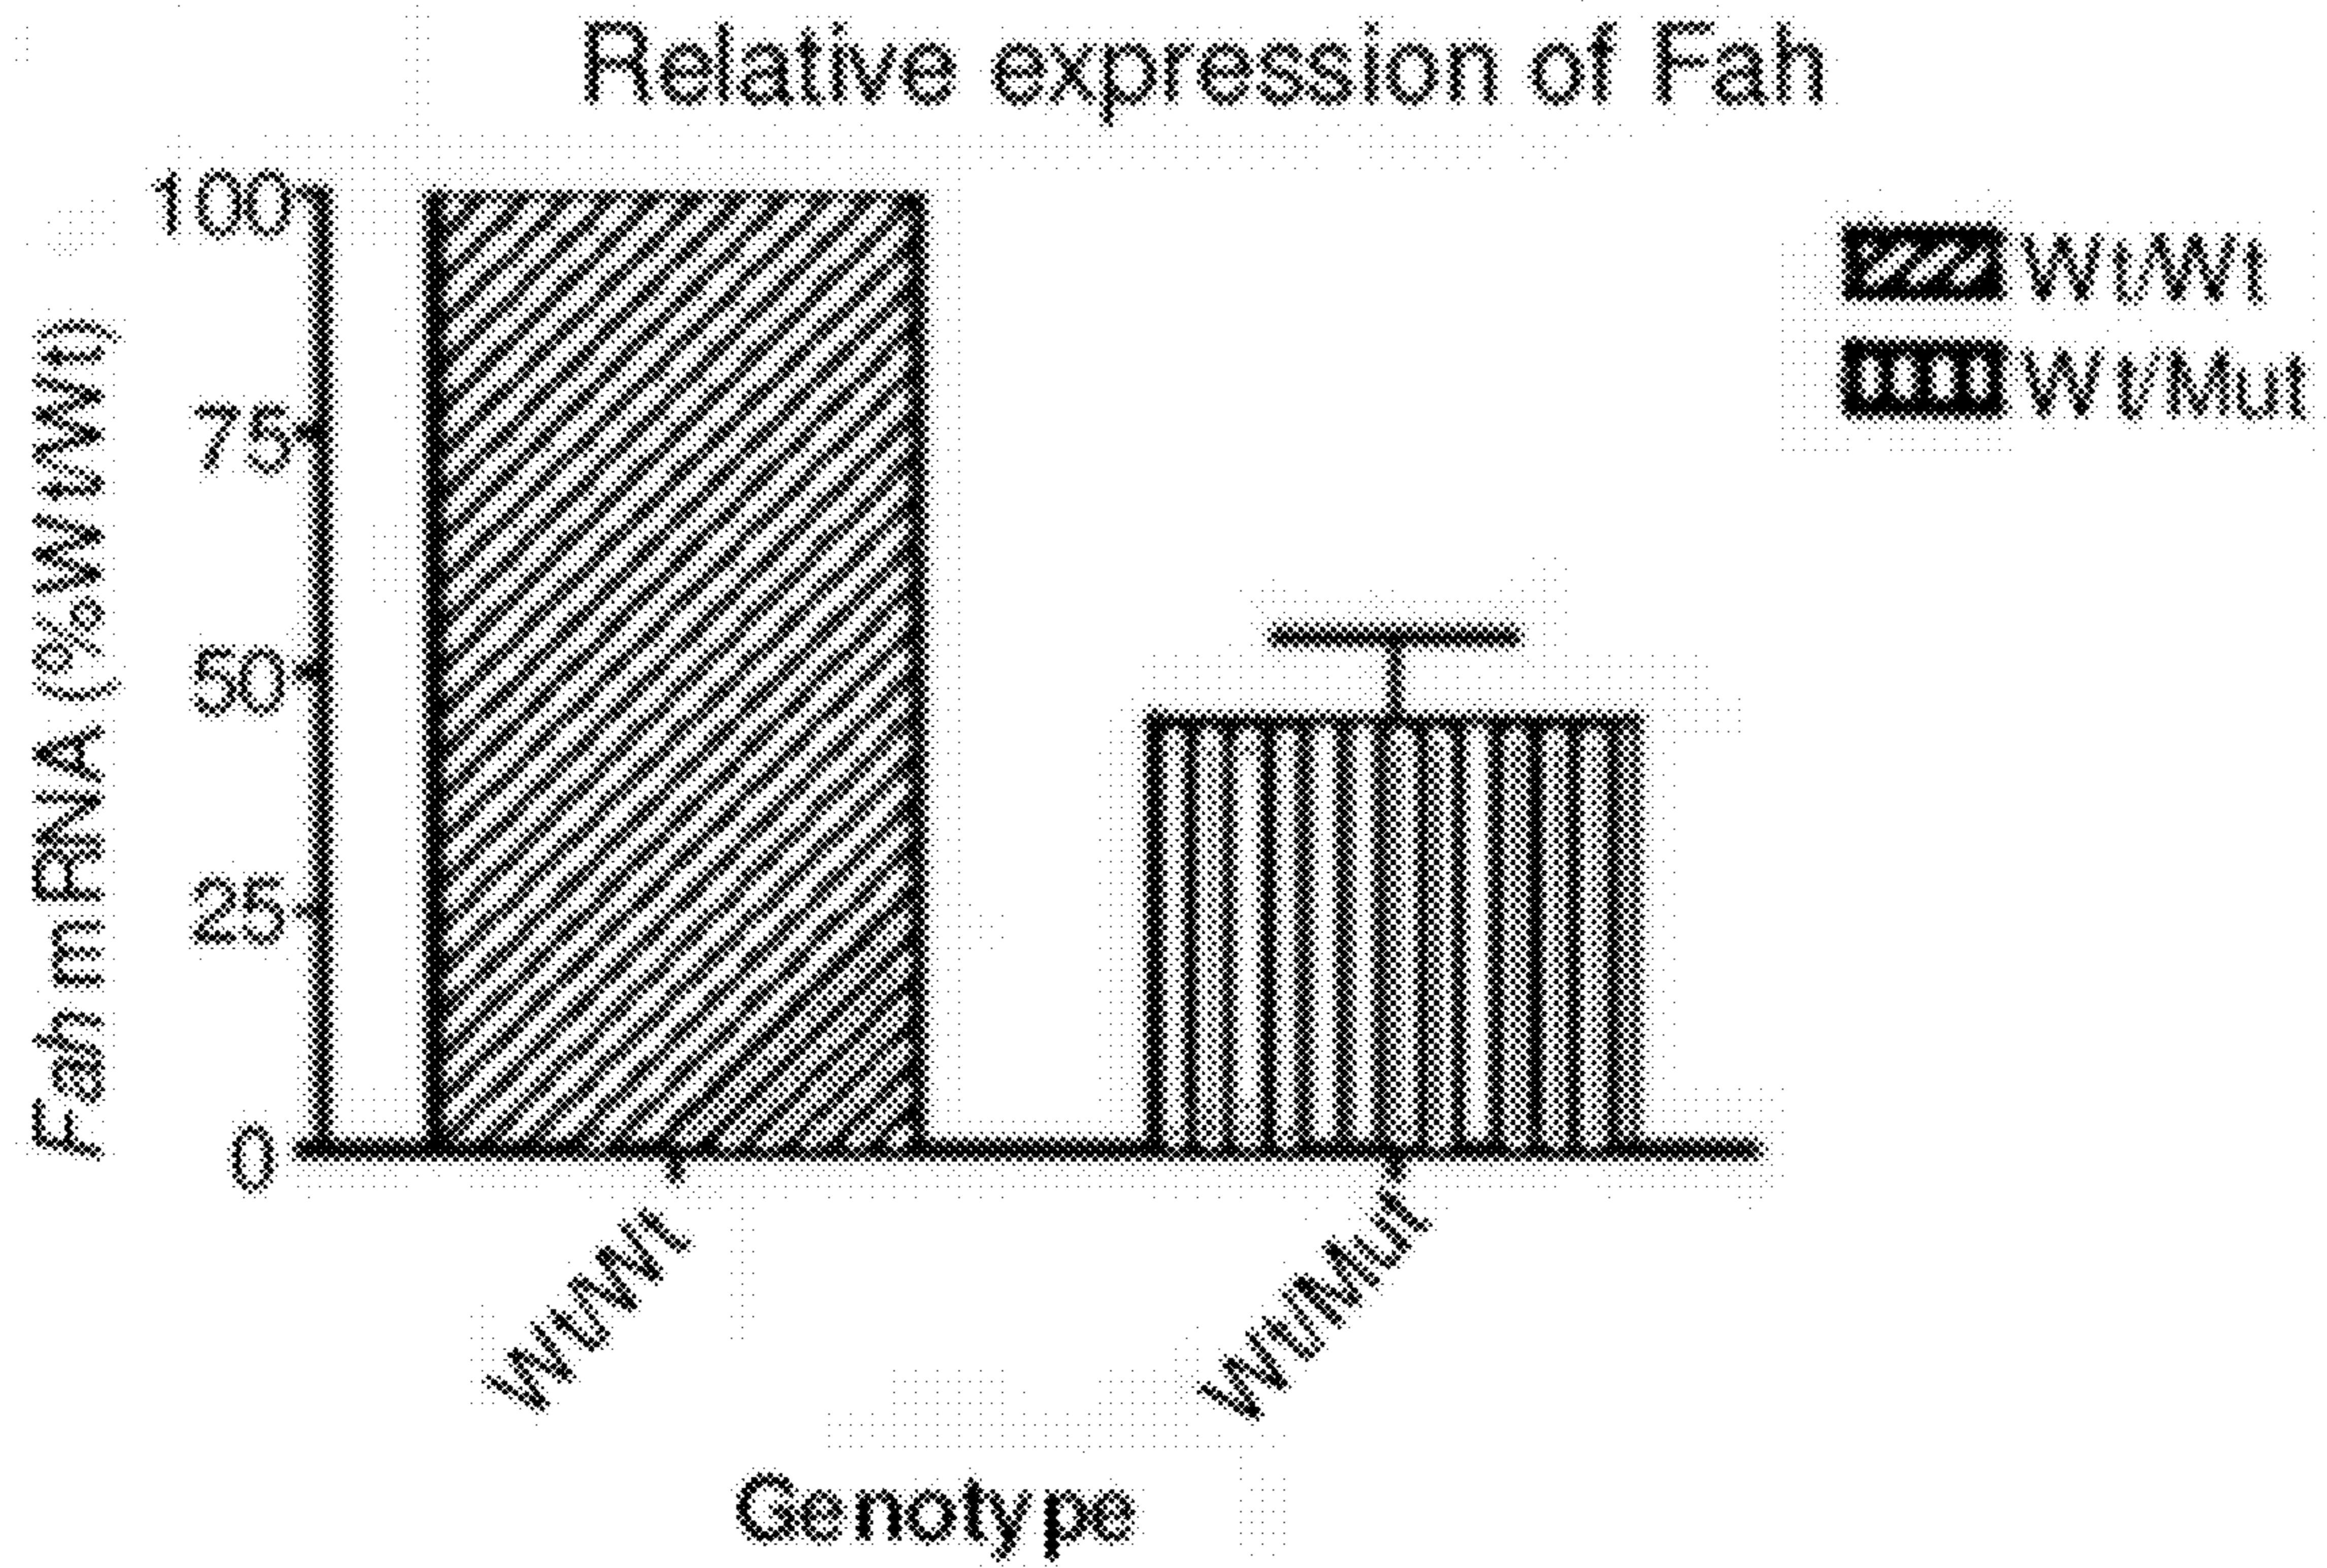 Relative expression of Fah
Fah mRNA (%Wt/Wt)
100
75
50
25
0
Wt/Wt
Wt/Mut
Wt/Wt
Wt/Mut
Genotype